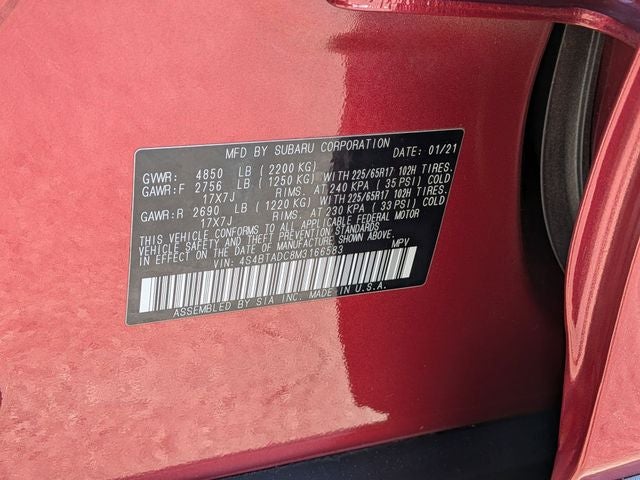 MFD BY SUBARU CORPORATION DATE: 01/21
GVWR: 4850 LB (2200 KG)
GAWR:F 2756 LB (1250 KG) WITH 225/65R17 102H TIRES.
17X7J RIMS. AT 240 KPA (35 PSI) COLD
GAWR:R 2690 LB (1220 KG) WITH 225/65R17 102H TIRES.
17X7J RIMS. AT 230 KPA (33 PSI) COLD
THIS VEHICLE CONFORMS TO ALL APPLICABLE FEDERAL MOTOR
VEHICLE SAFETY AND THEFT PREVENTION STANDARDS IN EFFECT
ON THE DATE OF MANUFACTURE SHOWN ABOVE.
VIN: 4S4BTADC8M3166583 MPV
ASSEMBLED BY SIA INC. MADE IN U.S.A.